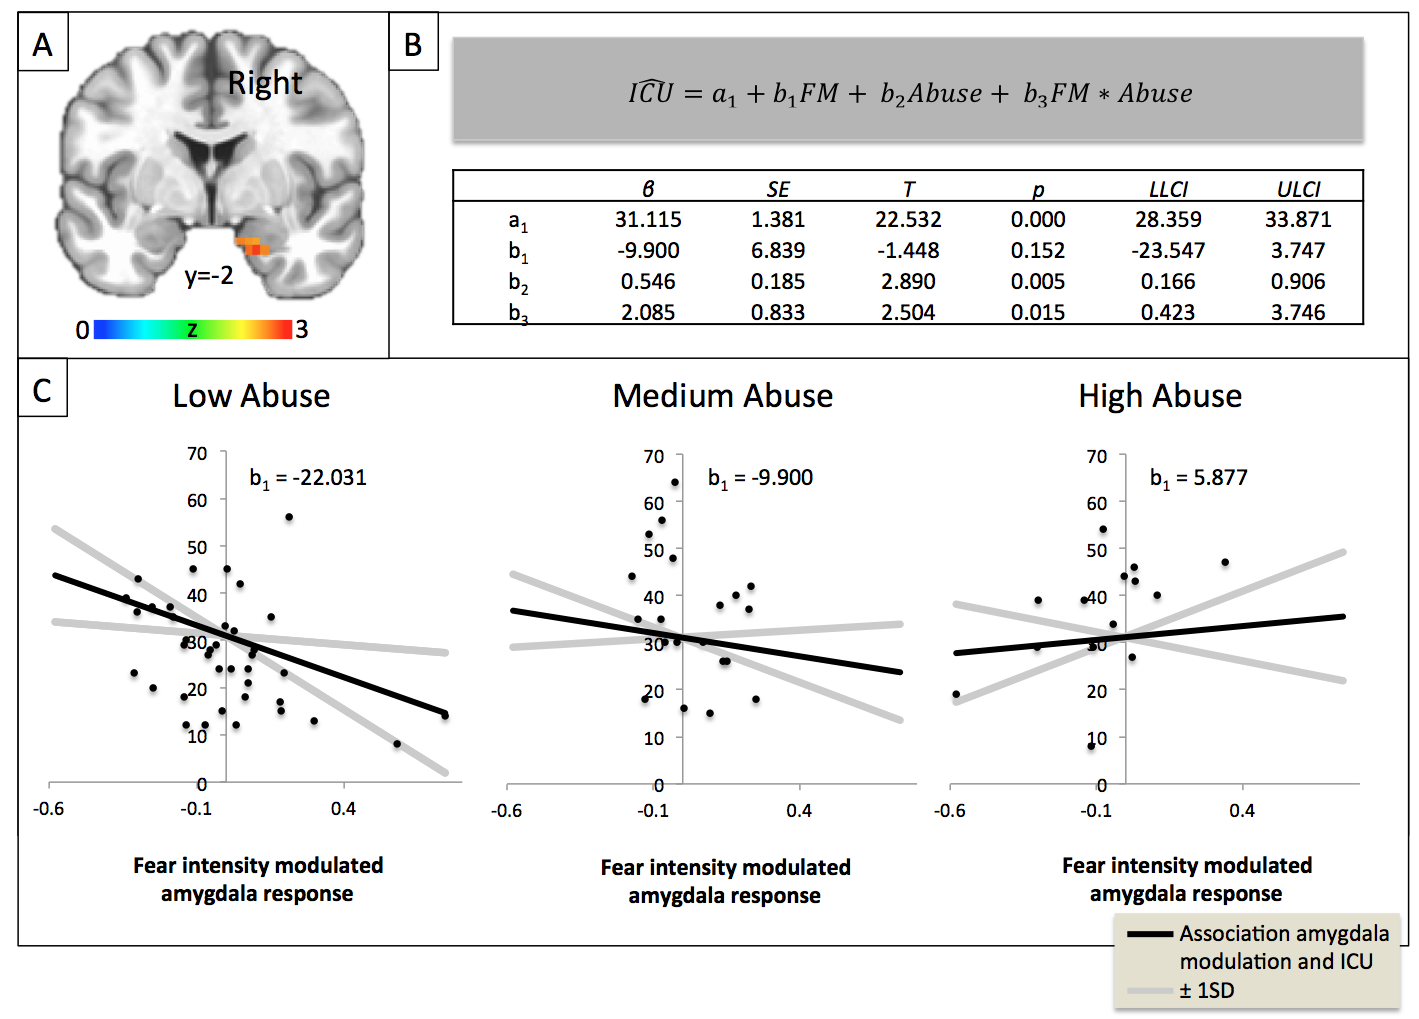 A
Right
y=-2
0 z 3
B
ICÛ = a₁ + b₁FM + b₂Abuse + b₃FM * Abuse
β SE T p LLCI ULCI
a₁ 31.115 1.381 22.532 0.000 28.359 33.871
b₁ -9.900 6.839 -1.448 0.152 -23.547 3.747
b₂ 0.546 0.185 2.890 0.005 0.166 0.906
b₃ 2.085 0.833 2.504 0.015 0.423 3.746
C
Low Abuse
b₁ = -22.031
70
60
50
40
30
20
10
0
-0.6 -0.1 0.4
Fear intensity modulated
amygdala response
Medium Abuse
b₁ = -9.900
70
60
50
40
30
20
10
0
-0.6 -0.1 0.4
Fear intensity modulated
amygdala response
High Abuse
b₁ = 5.877
70
60
50
40
30
20
10
0
-0.6 -0.1 0.4
Fear intensity modulated
amygdala response
Association amygdala
modulation and ICU
± 1SD